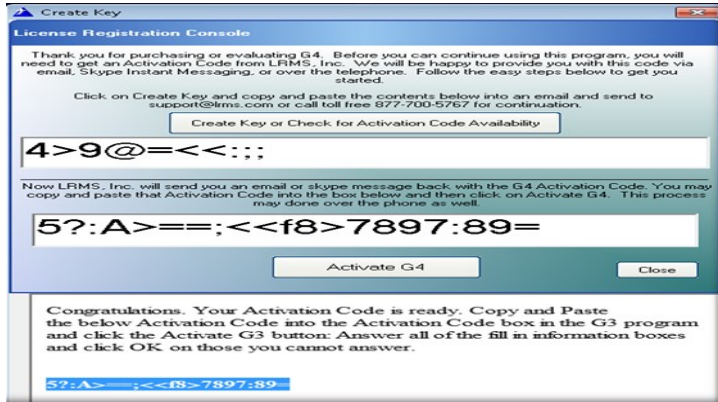 Create Key
License Registration Console
Thank you for purchasing or evaluating G4. Before you can continue using this program, you will
need to get an Activation Code from LRMS, Inc. We will be happy to provide you with this code via
email, Skype Instant Messaging, or over the telephone. Follow the easy steps below to get you
started.
Click on Create Key and copy and paste the contents below into an email and send to
support@lrms.com or call toll free 877-700-5767 for continuation.
Create Key or Check for Activation Code Availability
4>9@=<<:;;
Now LRMS, Inc. will send you an email or skype message back with the G4 Activation Code. You may
copy and paste that Activation Code into the box below and then click on Activate G4. This process
may done over the phone as well.
5?:A>==;<<f8>7897:89=
Activate G4
Close
Congratulations. Your Activation Code is ready. Copy and Paste
the below Activation Code into the Activation Code box in the G3 program
and click the Activate G3 button: Answer all of the fill in information boxes
and click OK on those you cannot answer.
5?:A>==;<<f8>7897:89=